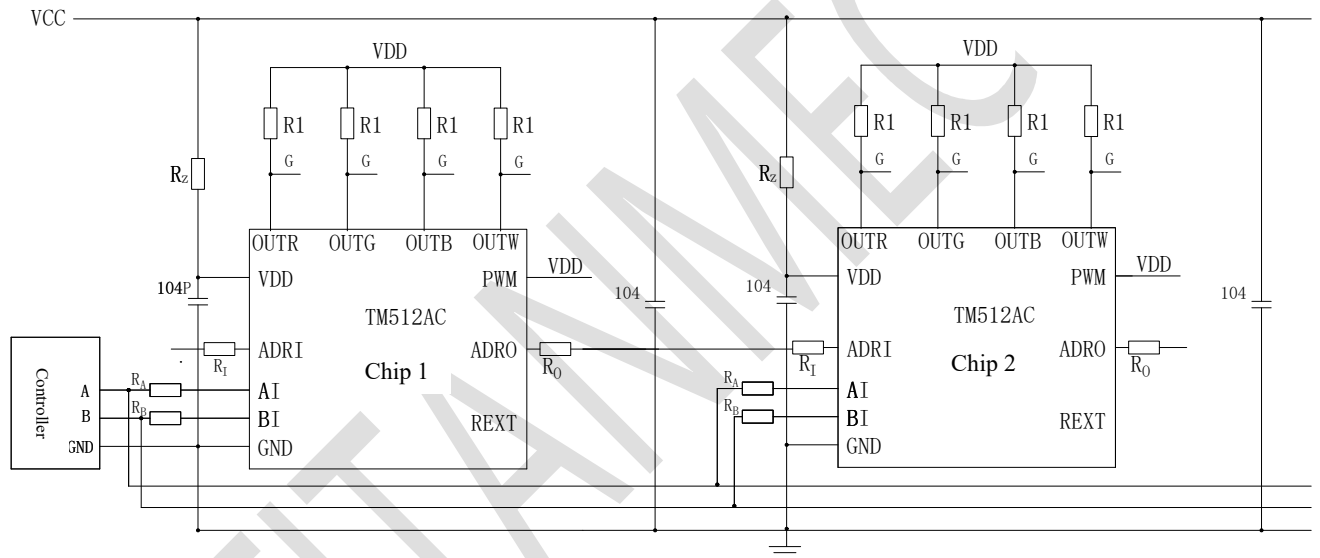 VCC
VDD
VDD
R1 R1 R1 R1
R1 R1 R1 R1
G G G G
G G G G
RZ
RZ
OUTR OUTG OUTB OUTW
OUTR OUTG OUTB OUTW
VDD PWM VDD
VDD PWM VDD
104P
104
104
104
TM512AC
TM512AC
ADRI ADRO
ADRI ADRO
RI
RO
RI
RO
Chip 1
Chip 2
Controller
A
B
GND
RA
RB
RA
RB
AI
BI REXT
GND
AI
BI REXT
GND
TITANMEC